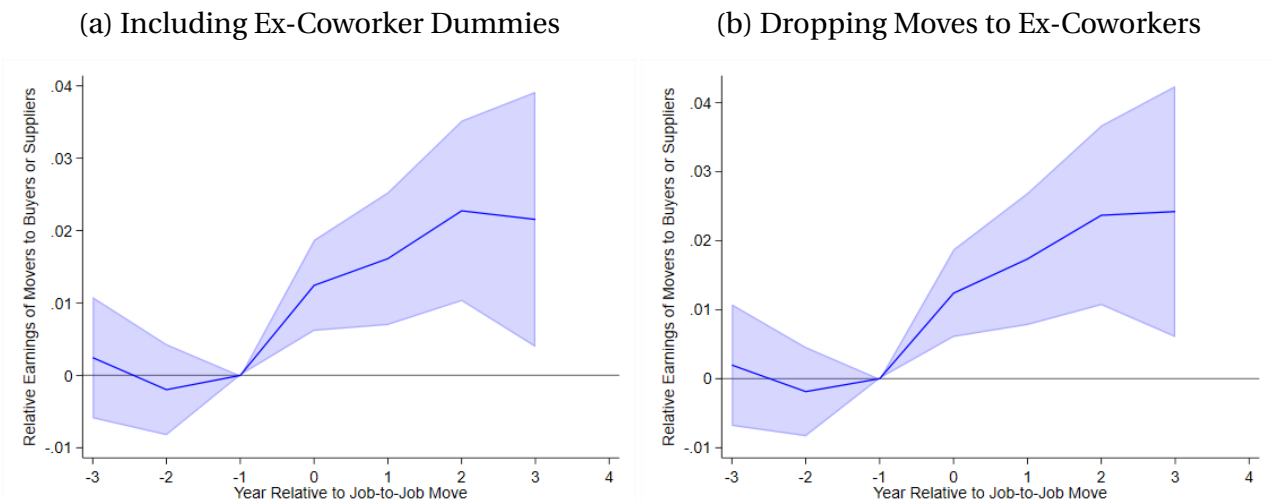 (a) Including Ex-Coworker Dummies
(b) Dropping Moves to Ex-Coworkers
Relative Earnings of Movers to Buyers or Suppliers
.04
.03
.02
.01
0
-.01
-3 -2 -1 0 1 2 3 4
Year Relative to Job-to-Job Move
Relative Earnings of Movers to Buyers or Suppliers
.04
.03
.02
.01
0
-.01
-3 -2 -1 0 1 2 3 4
Year Relative to Job-to-Job Move